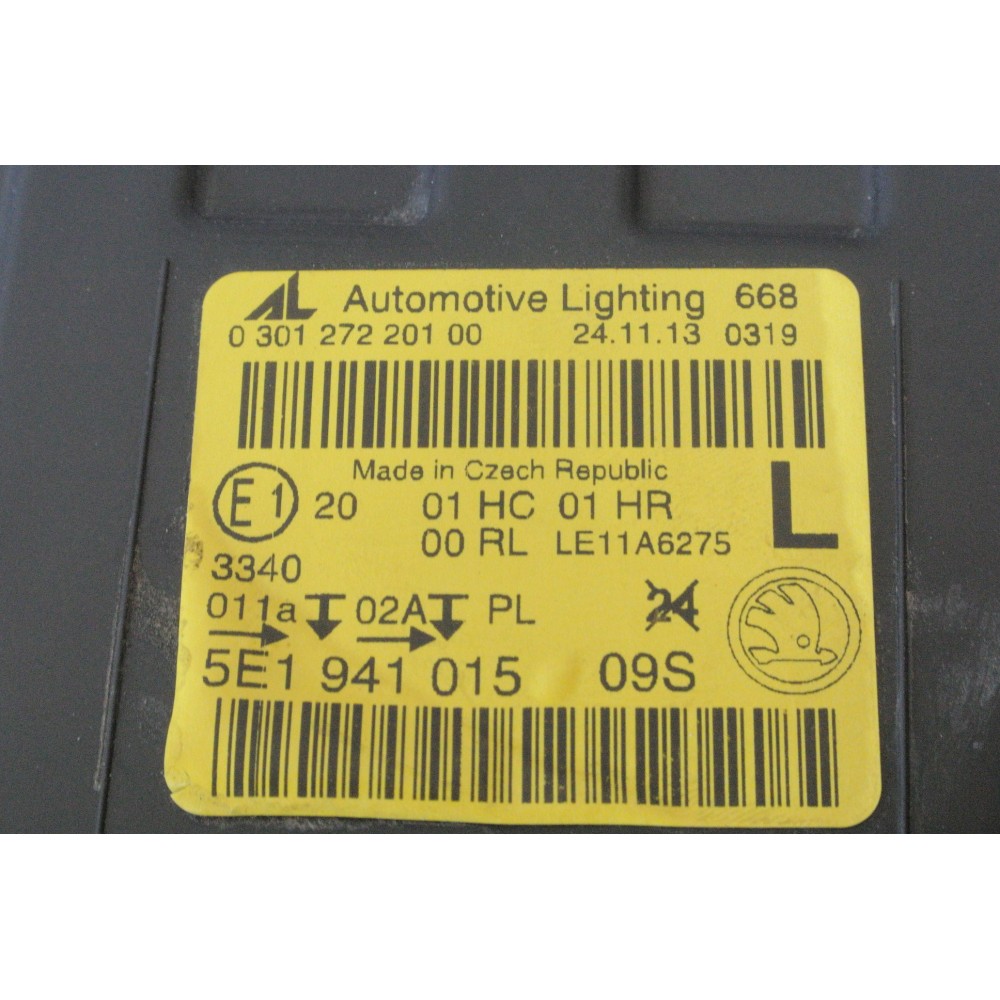 AL Automotive Lighting 668
0 301 272 201 00 24.11.13 0319
Made in Czech Republic
E1 20 01 HC 01 HR L
00 RL LE11A6275
3340
011a 02A PL 24
5E1 941 015 09S